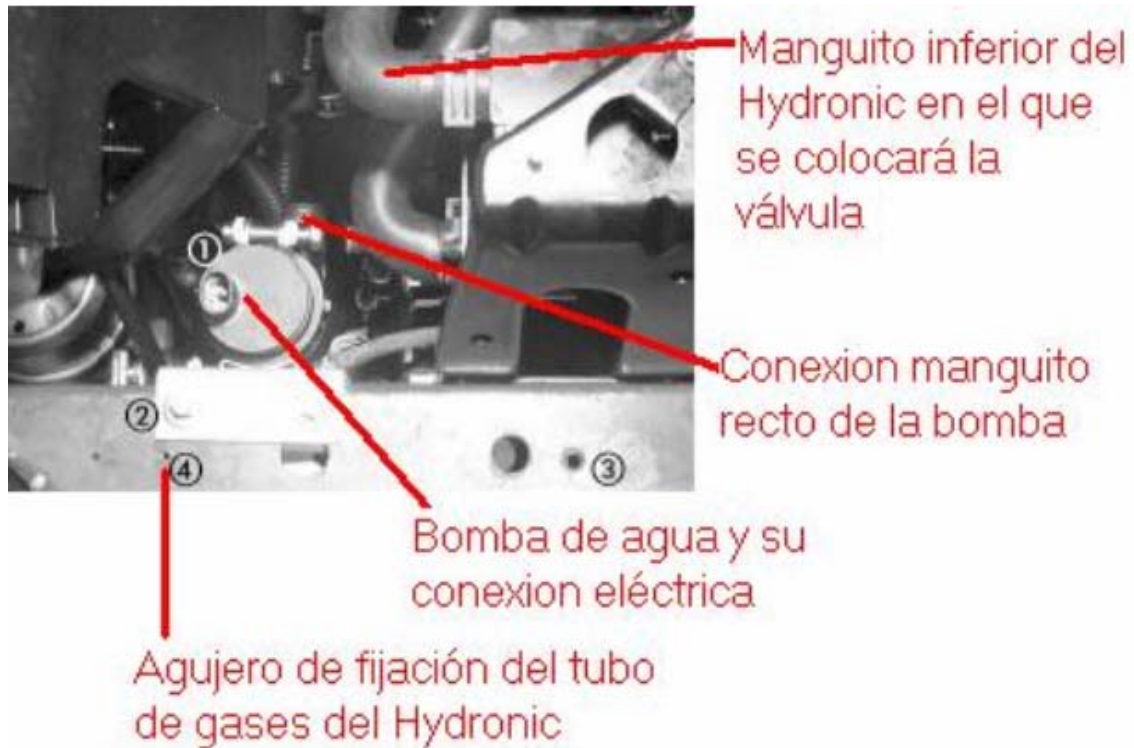 Manguito inferior del
Hydronic en el que
se colocará la
válvula
①
②
④
③
Conexion manguito
recto de la bomba
Bomba de agua y su
conexion eléctrica
Agujero de fijación del tubo
de gases del Hydronic